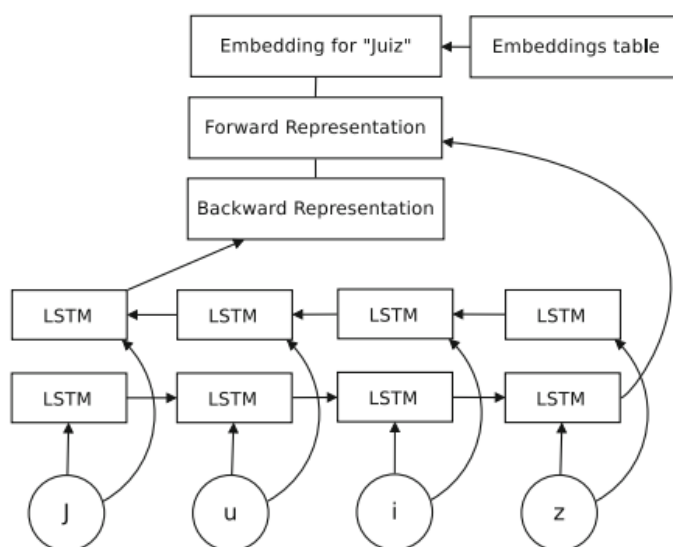 Embedding for "Juiz"
Embeddings table
Forward Representation
Backward Representation
LSTM
LSTM
LSTM
LSTM
LSTM
LSTM
LSTM
LSTM
J
u
i
z